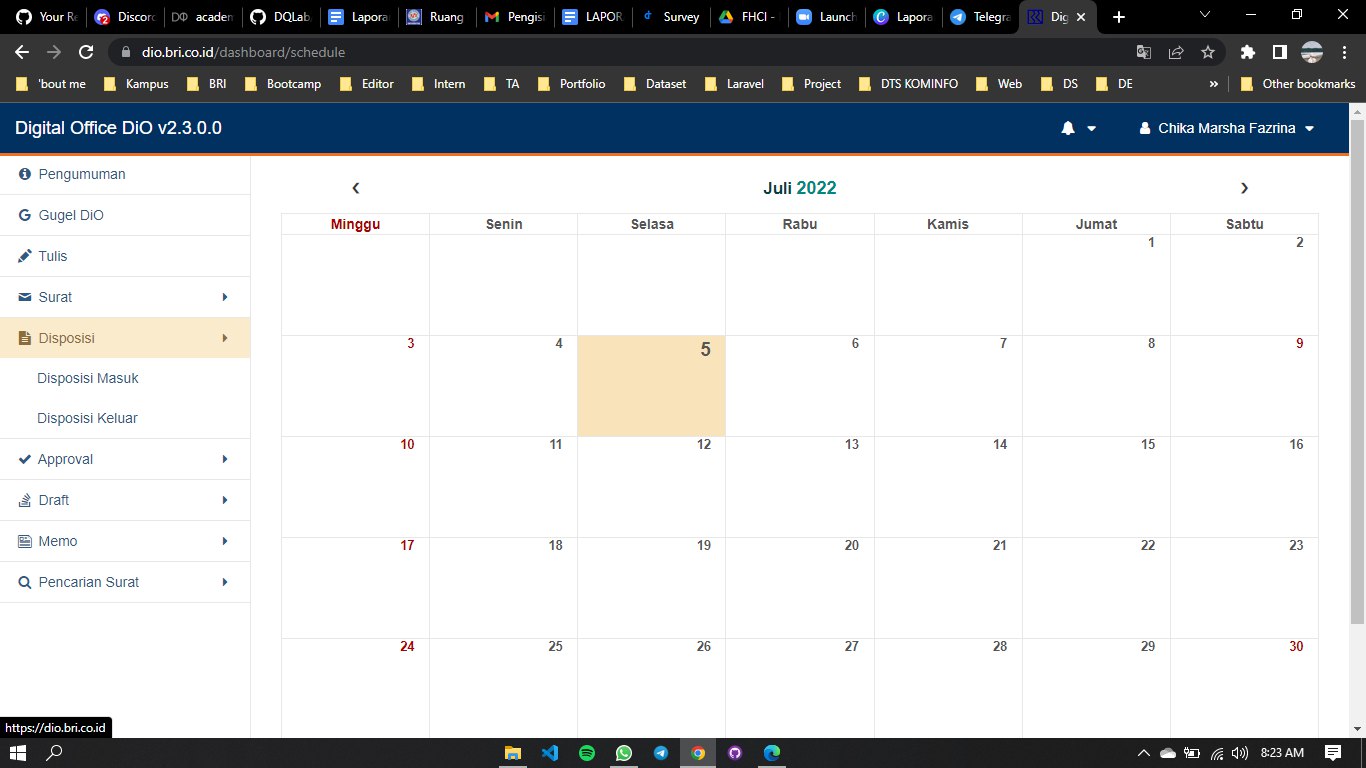 Your Re
Discord
DΦ academ
DQLab
Laporan
Ruang
Pengisi
LAPOR
Survey
FHCI -
Launch
Lapora
Telegra
Dig
dio.bri.co.id/dashboard/schedule
'bout me Kampus BRI Bootcamp Editor Intern TA Portfolio Dataset Laravel Project DTS KOMINFO Web DS DE » Other bookmarks
Digital Office DiO v2.3.0.0
Chika Marsha Fazrina
Pengumuman
Gugel DiO
Tulis
Surat
Disposisi
Disposisi Masuk
Disposisi Keluar
Approval
Draft
Memo
Pencarian Surat
Juli 2022
Minggu Senin Selasa Rabu Kamis Jumat Sabtu
1 2
3 4 5 6 7 8 9
10 11 12 13 14 15 16
17 18 19 20 21 22 23
24 25 26 27 28 29 30
https://dio.bri.co.id
8:23 AM